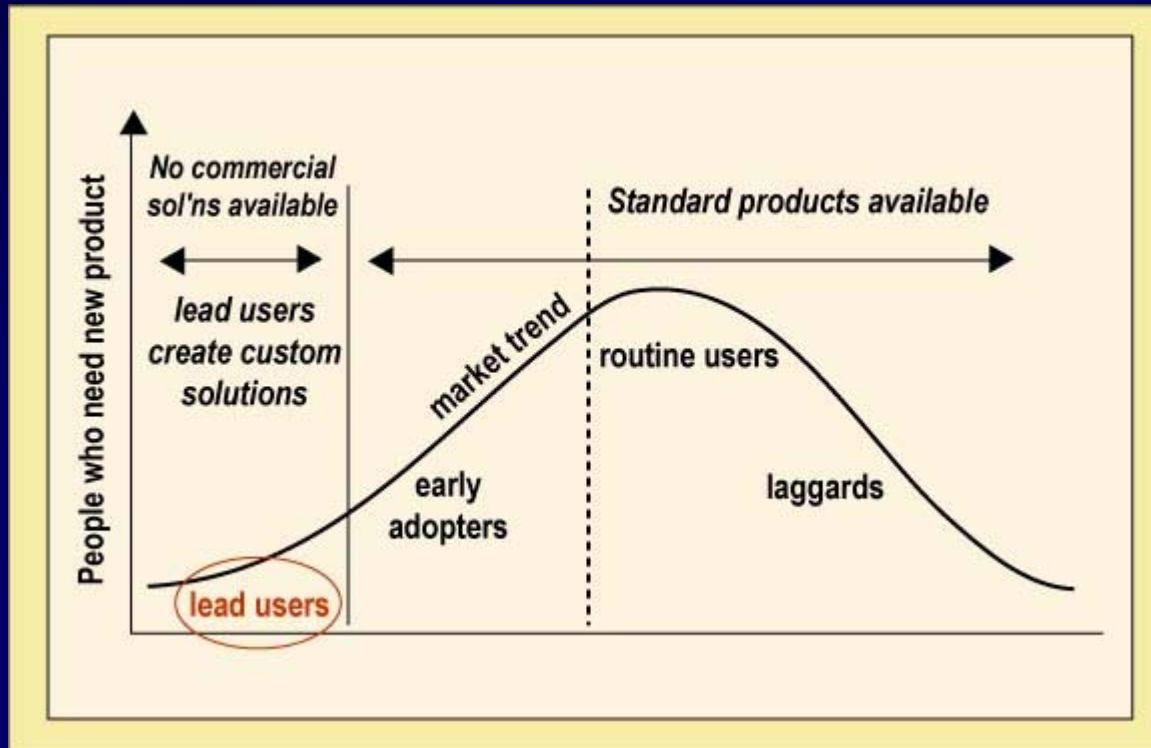 People who need new product
No commercial
sol'ns available
Standard products available
lead users
create custom
solutions
market trend
routine users
early
adopters
laggards
lead users